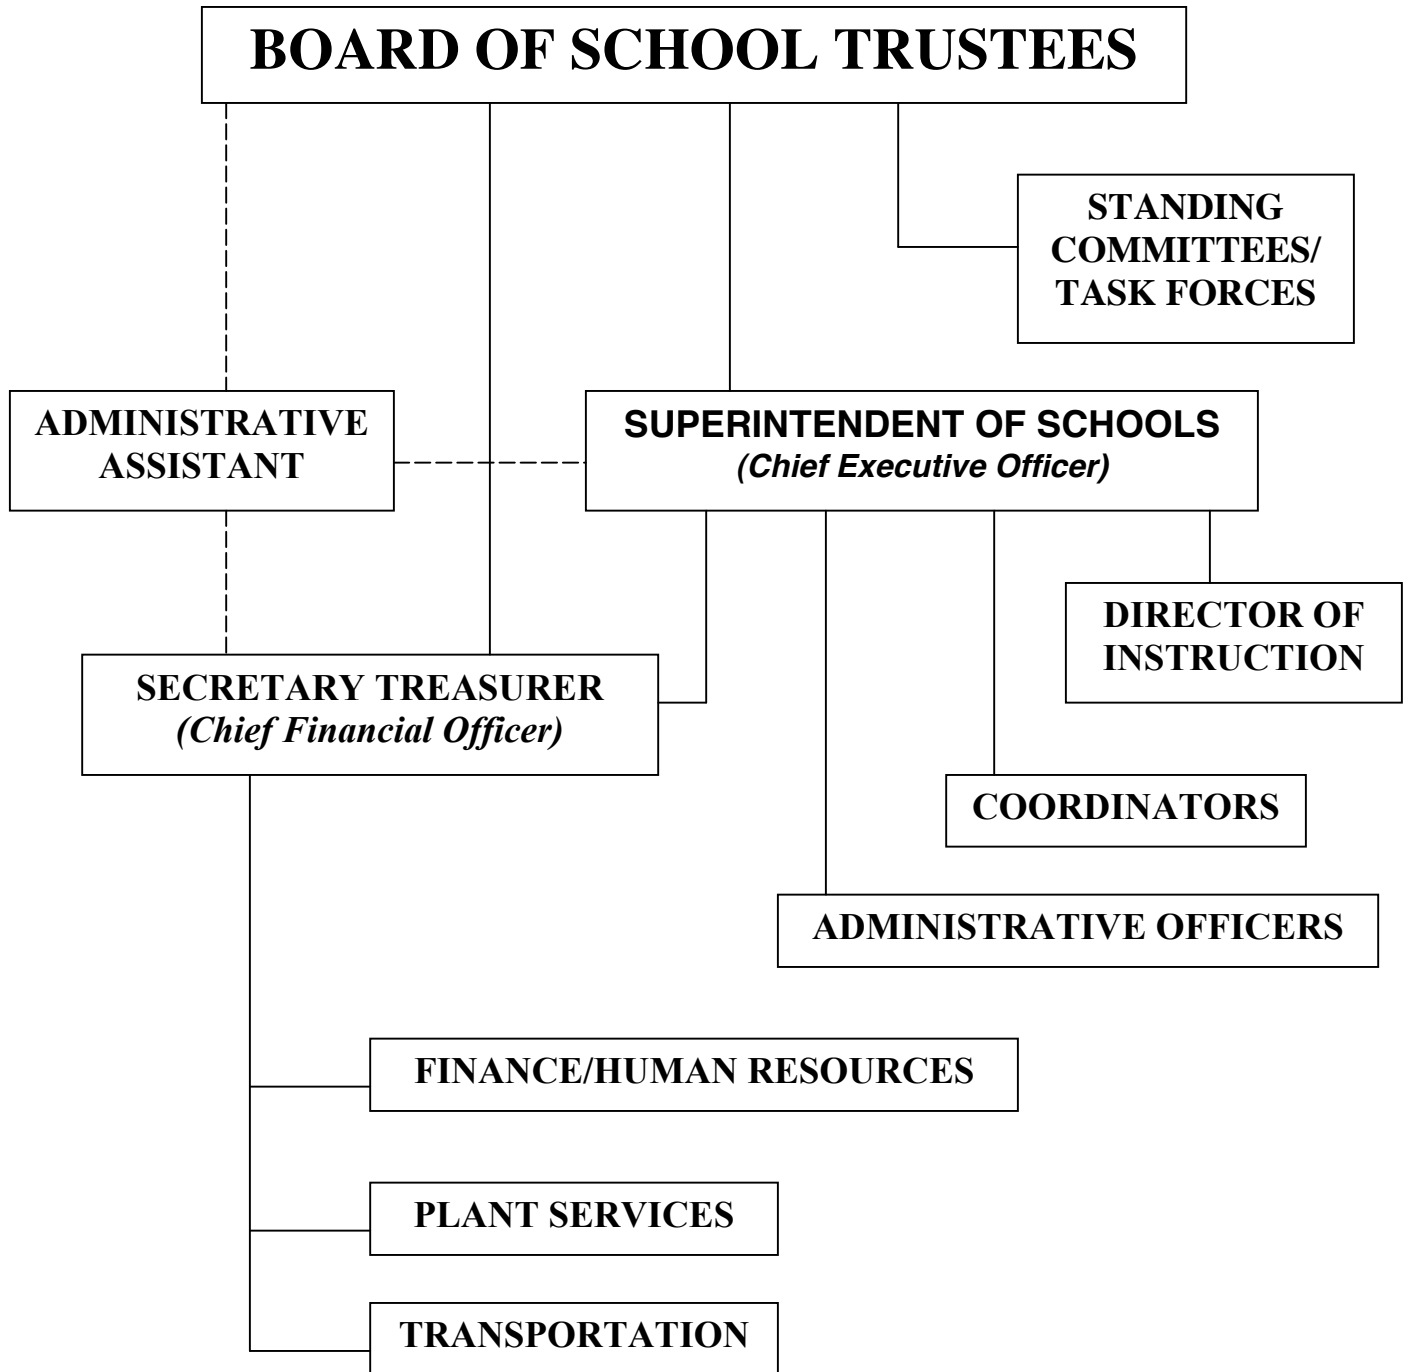 BOARD OF SCHOOL TRUSTEES
STANDING
COMMITTEES/
TASK FORCES
ADMINISTRATIVE
ASSISTANT
SUPERINTENDENT OF SCHOOLS
(Chief Executive Officer)
DIRECTOR OF
INSTRUCTION
SECRETARY TREASURER
(Chief Financial Officer)
COORDINATORS
ADMINISTRATIVE OFFICERS
FINANCE/HUMAN RESOURCES
PLANT SERVICES
TRANSPORTATION